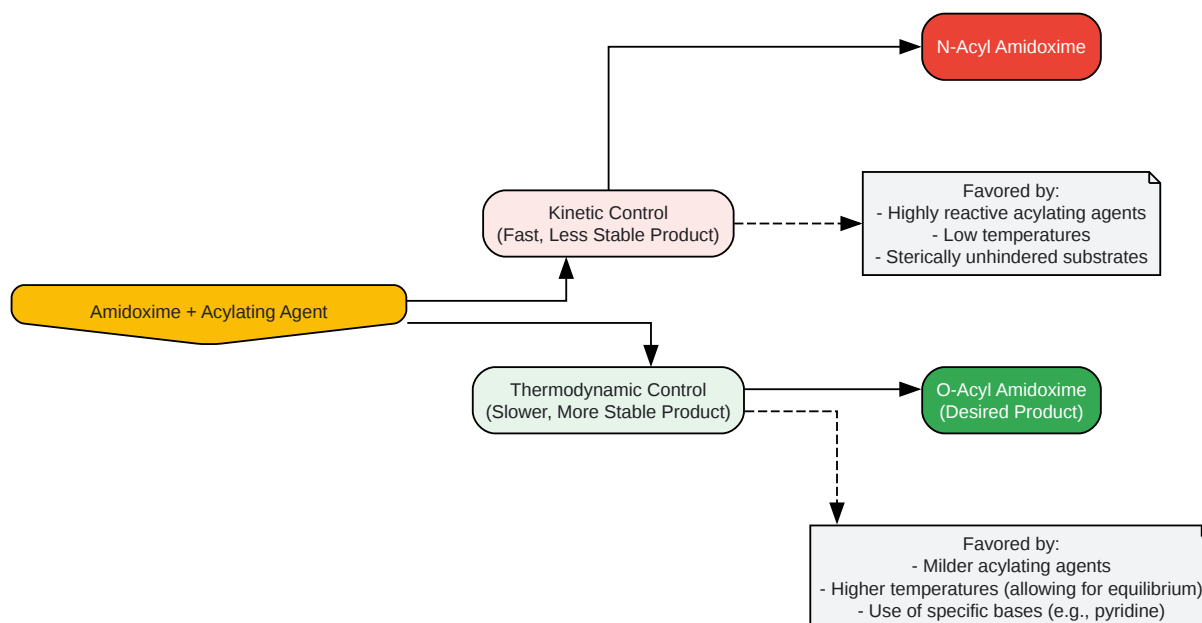 N-Acyl Amidoxime
Kinetic Control
(Fast, Less Stable Product)
Favored by:
- Highly reactive acylating agents
- Low temperatures
- Sterically unhindered substrates
Amidoxime + Acylating Agent
Thermodynamic Control
(Slower, More Stable Product)
O-Acyl Amidoxime
(Desired Product)
Favored by:
- Milder acylating agents
- Higher temperatures (allowing for equilibrium)
- Use of specific bases (e.g., pyridine)